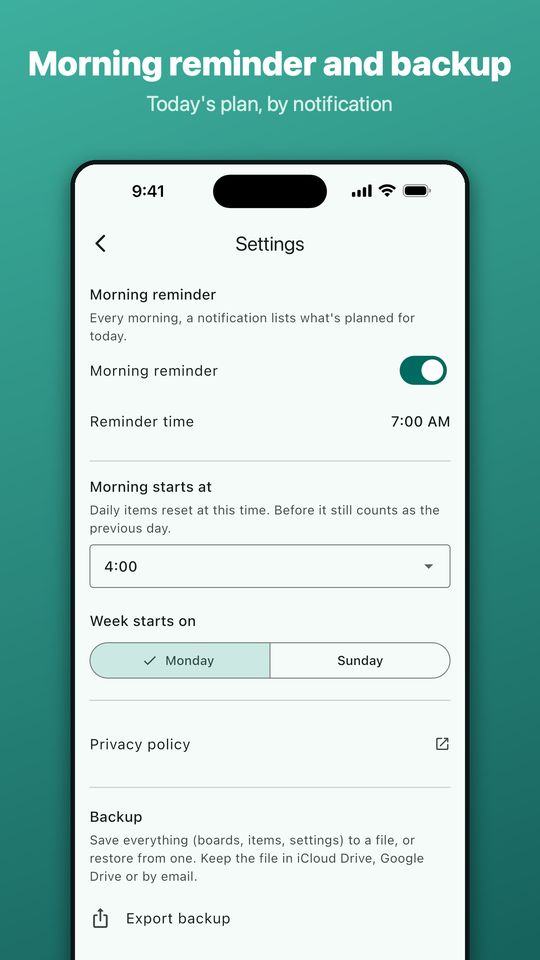 Morning reminder and backup
Today's plan, by notification
9:41
Settings
Morning reminder
Every morning, a notification lists what's planned for
today.
Morning reminder
Reminder time 7:00 AM
Morning starts at
Daily items reset at this time. Before it still counts as the
previous day.
4:00
Week starts on
Monday Sunday
Privacy policy
Backup
Save everything (boards, items, settings) to a file, or
restore from one. Keep the file in iCloud Drive, Google
Drive or by email.
Export backup